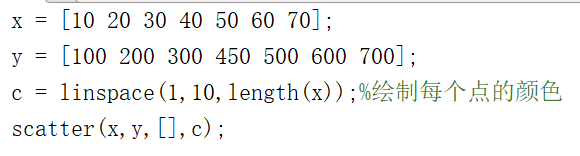 x = [10 20 30 40 50 60 70];
y = [100 200 300 450 500 600 700];
c = linspace(1,10,length(x));%绘制每个点的颜色
scatter(x,y,[],c);